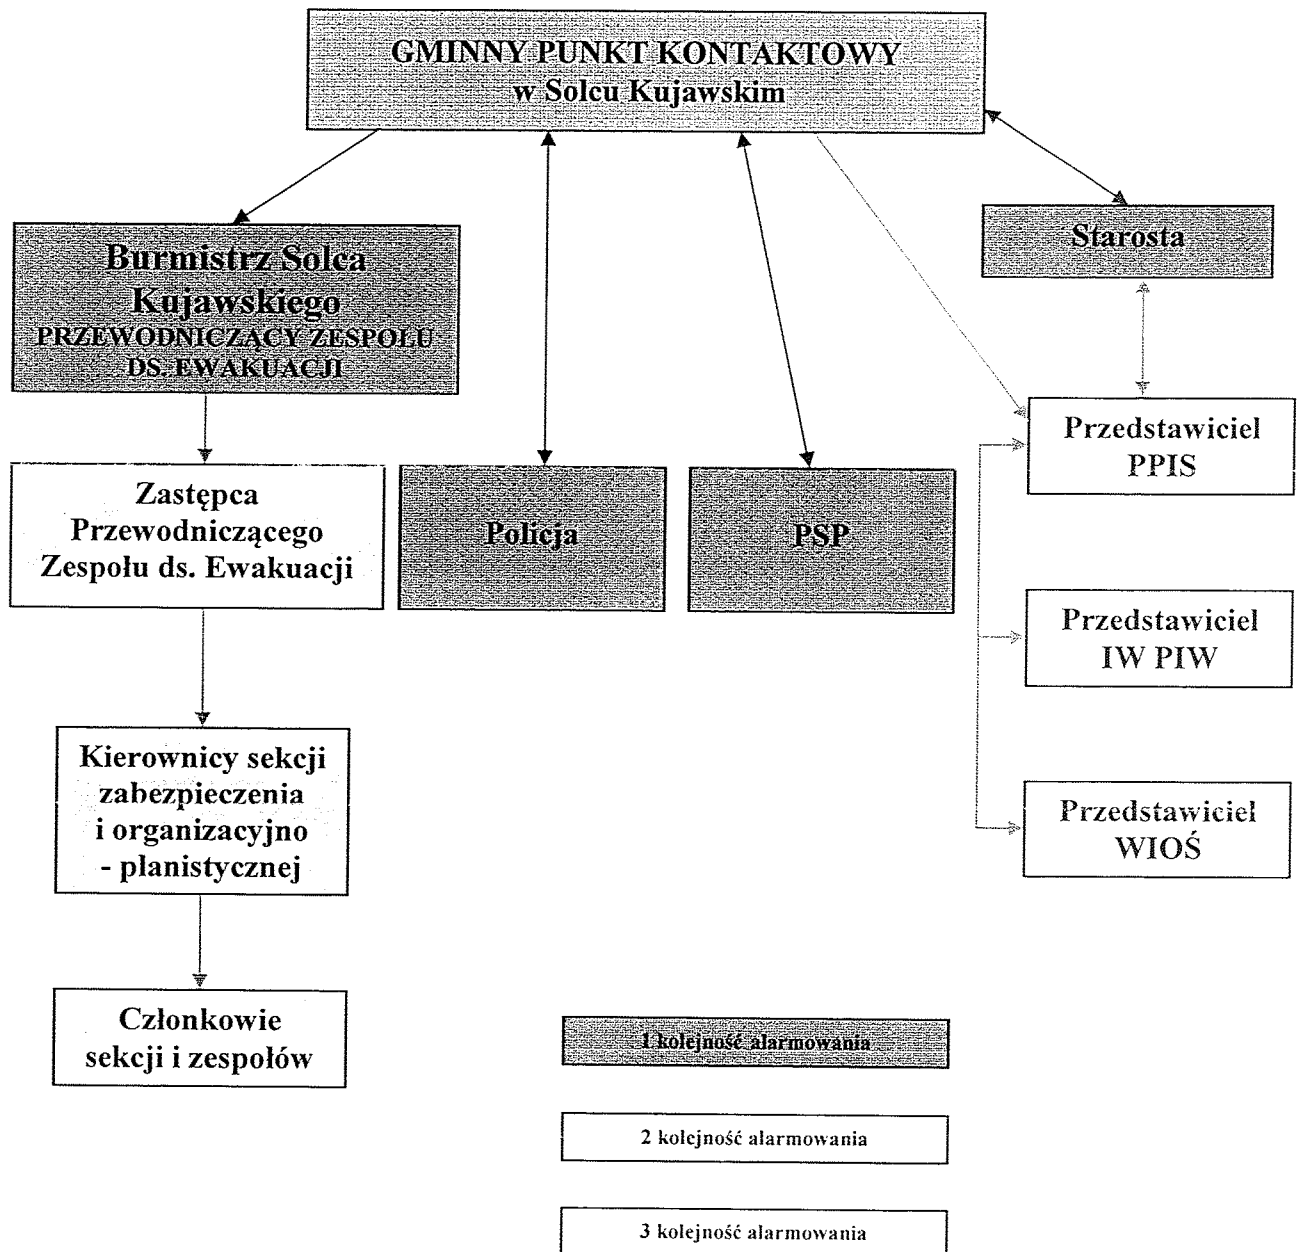 GMINNY PUNKT KONTAKTOWY
w Solcu Kujawskim
Burmistrz Solca
Kujawskiego
PRZEWODNICZĄCY ZESPOŁU
DS. EWAKUACJI
Starosta
Zastępca
Przewodniczącego
Zespołu ds. Ewakuacji
Policja
PSP
Przedstawiciel
PPIS
Przedstawiciel
IW PIW
Przedstawiciel
WIOŚ
Kierownicy sekcji
zabezpieczenia
i organizacyjno
- planistycznej
Członkowie
sekcji i zespołów
1 kolejność alarmowania
2 kolejność alarmowania
3 kolejność alarmowania